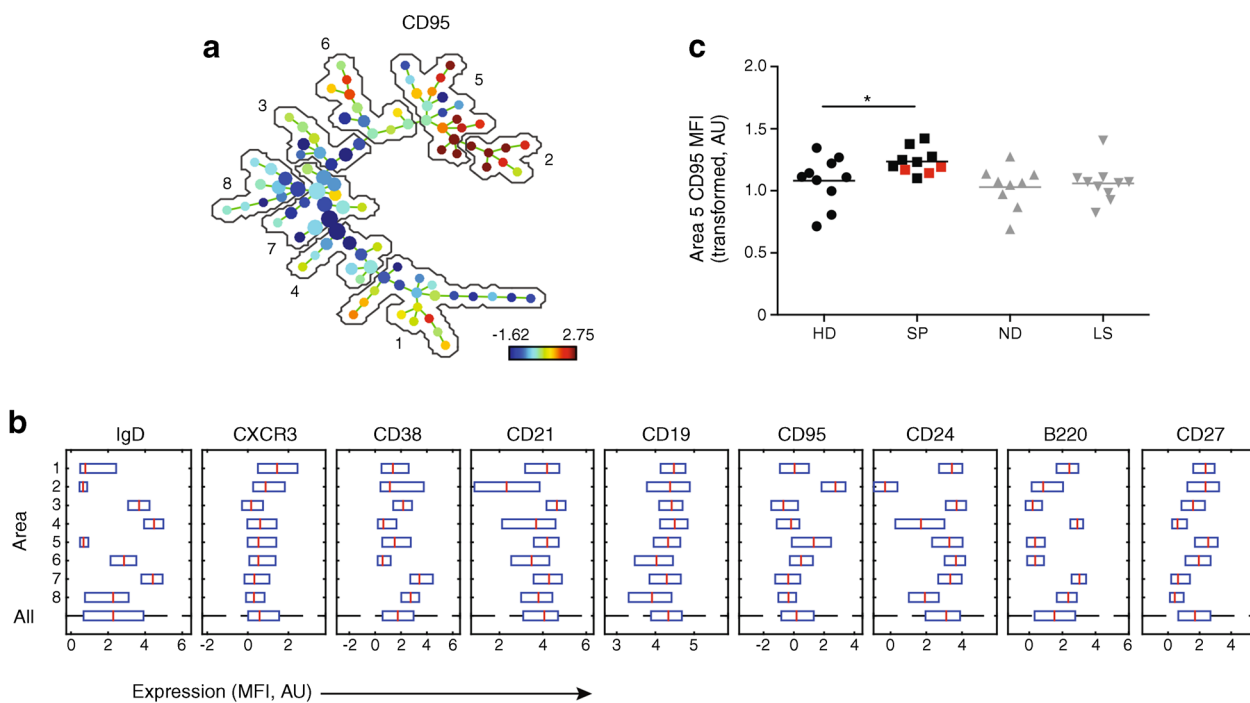 a
CD95
6
5
3
2
8
7
4
1
-1.62 2.75
c
Area 5 CD95 MFI
(transformed, AU)
2.0
1.5
1.0
0.5
0
*
HD SP ND LS
b
IgD CXCR3 CD38 CD21 CD19 CD95 CD24 B220 CD27
Area
1
2
3
4
5
6
7
8
All
0 2 4 6 -2 0 2 -2 0 2 4 6 0 2 4 3 4 5 -2 0 2 4 0 2 4 0 2 4 6 0 2 4
Expression (MFI, AU)